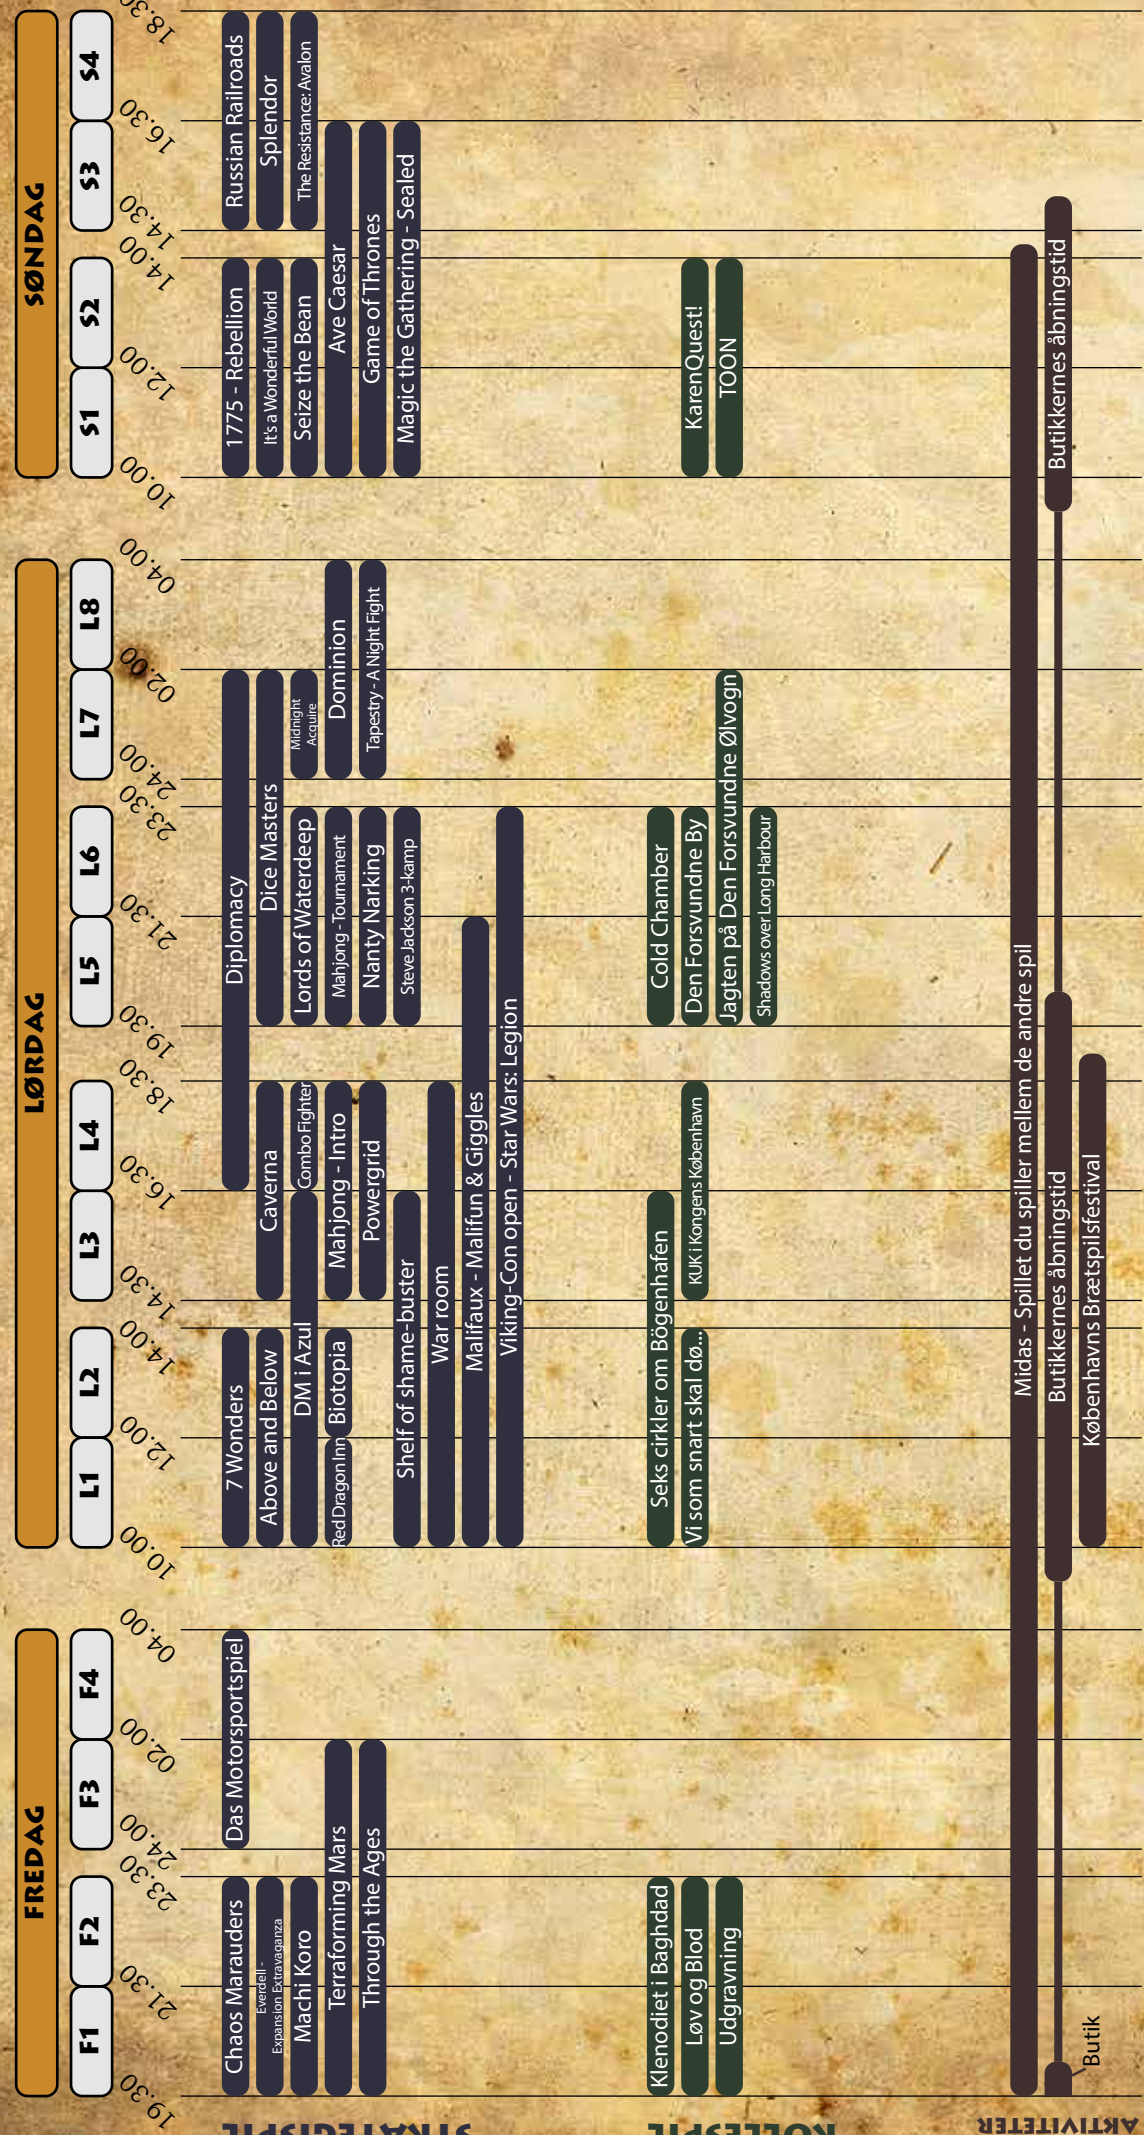 FREDAG
LØRDAG
SØNDAG
F1 F2 F3 F4
L1 L2 L3 L4 L5 L6 L7 L8
S1 S2 S3 S4
19.30 21.30 23.30 24.00 02.00 04.00
10.00 12.00 14.00 14.30 16.30 18.30 19.30 21.30 23.30 24.00 02.00 04.00
10.00 12.00 14.00 14.30 16.30 18.30
STRATEGISPIL
Chaos Marauders
Das Motorsportspiel
Everdell -
Expansion Extravaganza
Machi Koro
Terraforming Mars
Through the Ages
7 Wonders
Diplomacy
Above and Below
Caverna
Dice Masters
DM i Azul
Combo Fighter
Lords of Waterdeep
Midnight
Acquire
Red Dragon Inn
Biotopia
Mahjong - Intro
Mahjong - Tournament
Dominion
Powergrid
Nanty Narking
Tapestry - A Night Fight
Shelf of shame-buster
Steve Jackson 3-kamp
War room
Malifaux - Malifun & Giggles
Viking-Con open - Star Wars: Legion
1775 - Rebellion
Russian Railroads
It's a Wonderful World
Splendor
Seize the Bean
The Resistance: Avalon
Ave Caesar
Game of Thrones
Magic the Gathering - Sealed
ROLLESPIL
Klenodiet i Baghdad
Løv og Blod
Udgravning
Seks cirkler om Bögenhafen
Cold Chamber
Vi som snart skal dø...
KUK i Kongens København
Den Forsvundne By
Jagten på Den Forsvundne Ølvogn
Shadows over Long Harbour
KarenQuest!
TOON
AKTIVITETER
Midas - Spillet du spiller mellem de andre spil
Butik
Butikkernes åbningstid
Butikkernes åbningstid
Københavns Brætspilsfestival